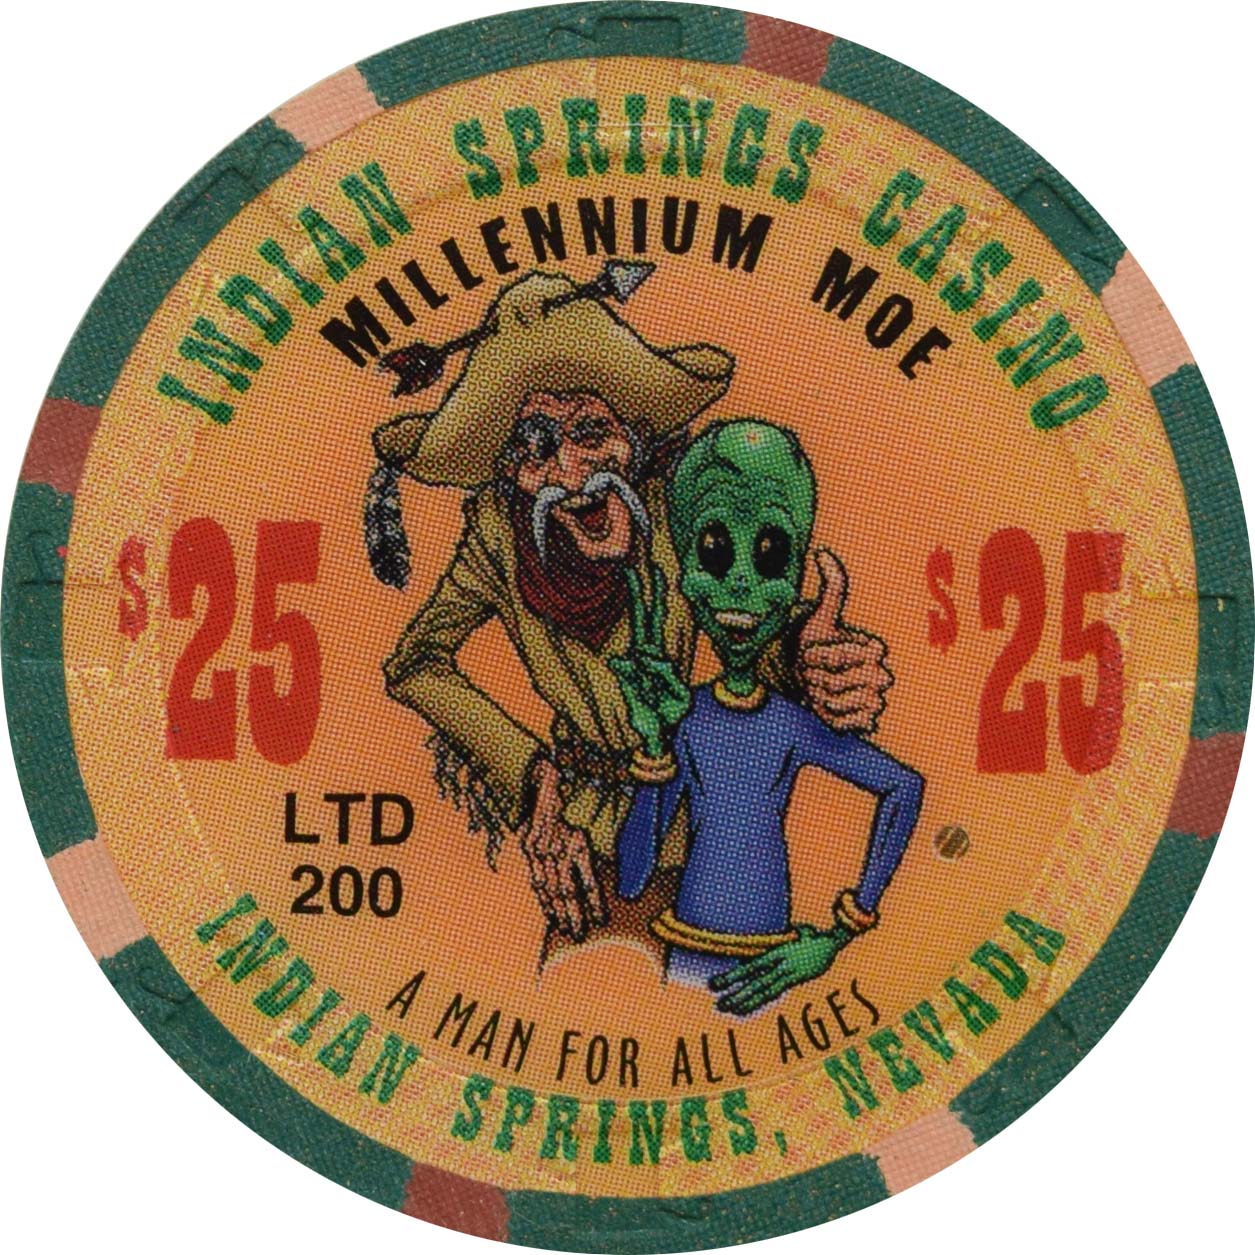 INDIAN SPRINGS CASINO
MILLENNIUM MOE
$25
$25
LTD
200
A MAN FOR ALL AGES
INDIAN SPRINGS, NEVADA